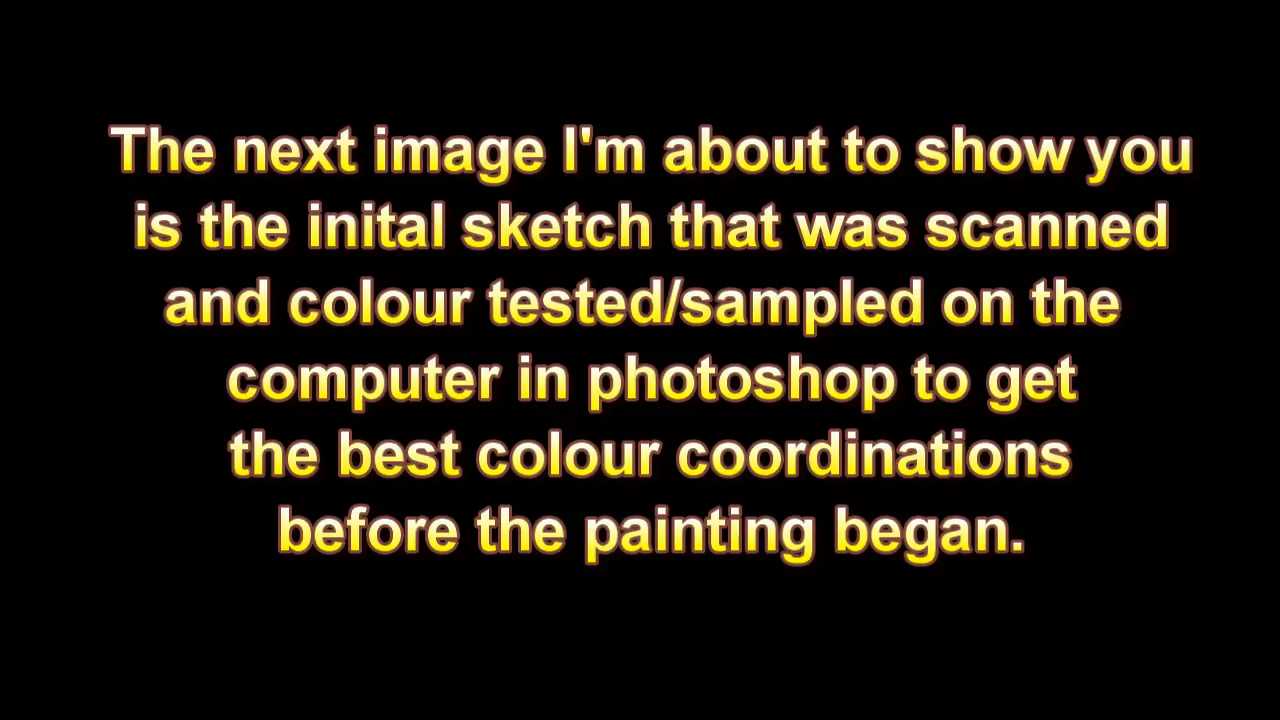 The next image I'm about to show you
is the inital sketch that was scanned
and colour tested/sampled on the
computer in photoshop to get
the best colour coordinations
before the painting began.